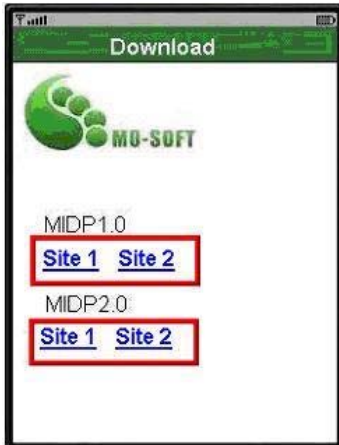 Download
MO-SOFT
MIDP1.0
Site 1 Site 2
MIDP2.0
Site 1 Site 2